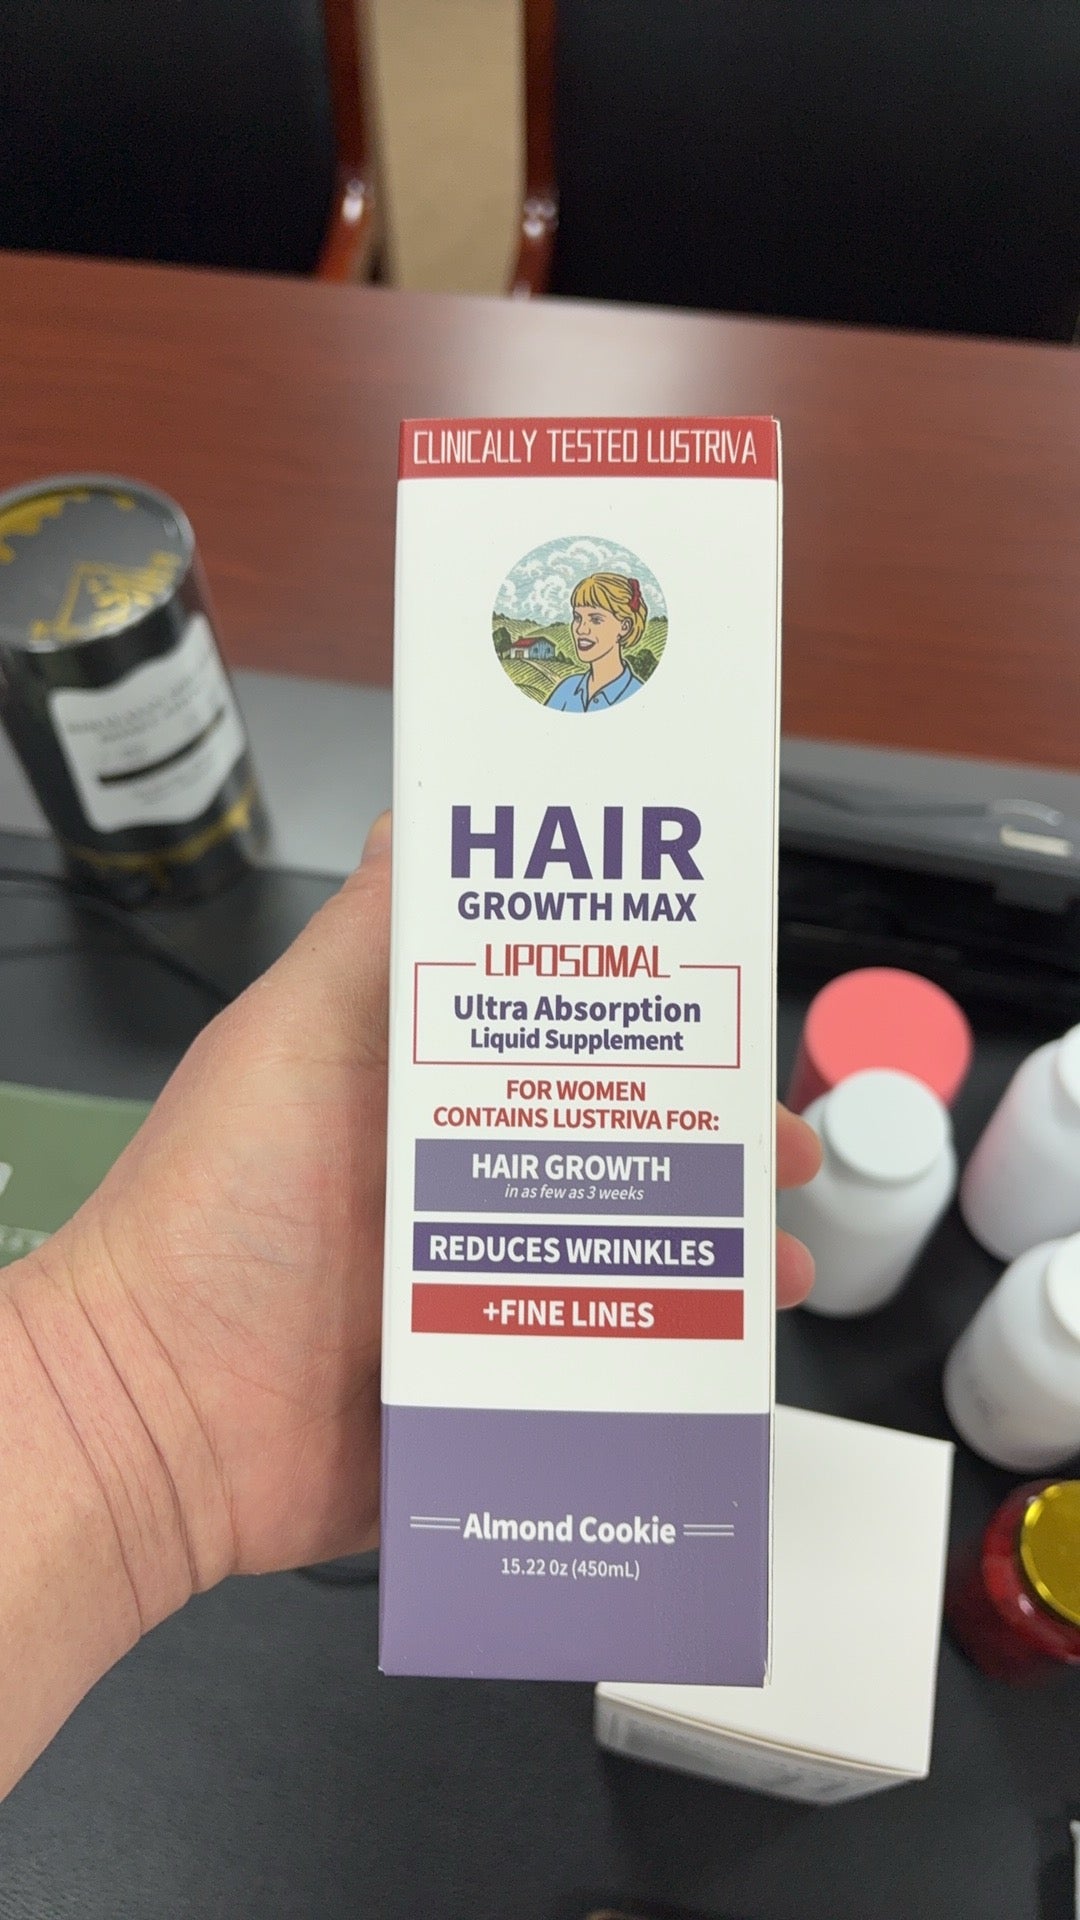 CLINICALLY TESTED LUSTRIVA
HAIR
GROWTH MAX
LIPOSOMAL
Ultra Absorption
Liquid Supplement
FOR WOMEN
CONTAINS LUSTRIVA FOR:
HAIR GROWTH
in as few as 3 weeks
REDUCES WRINKLES
+FINE LINES
Almond Cookie
15.22 Oz (450mL)